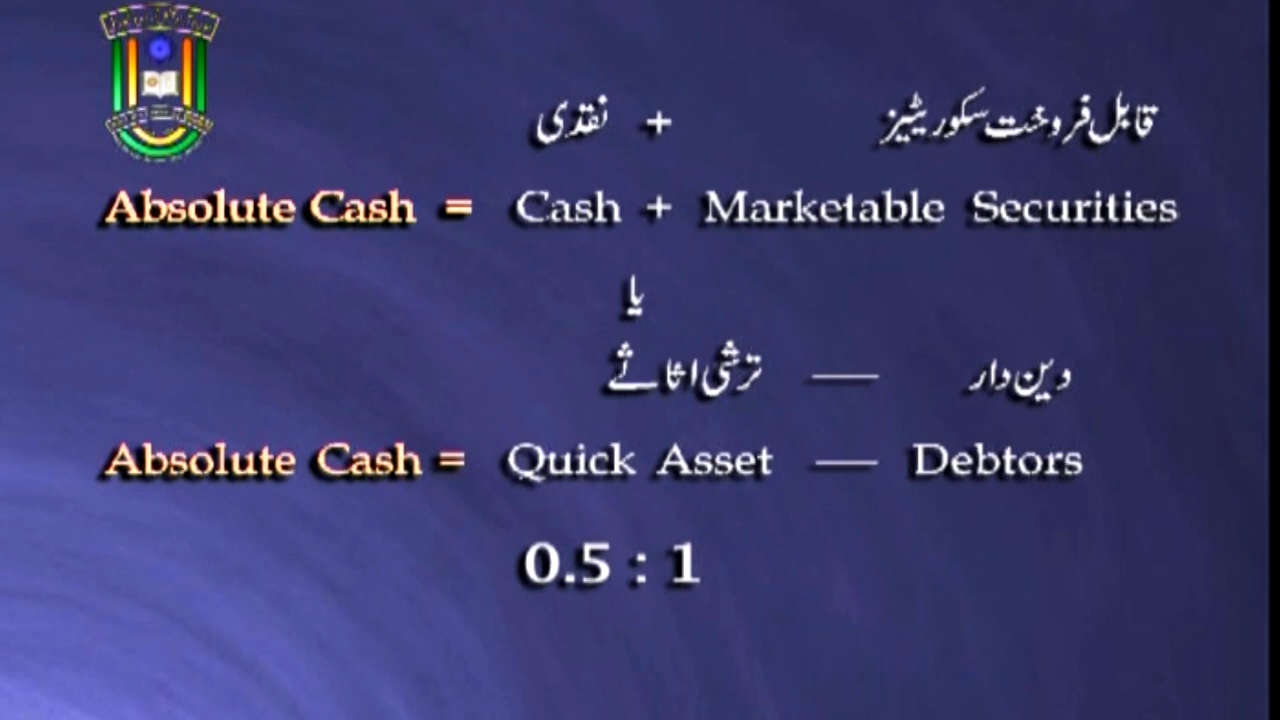 نقدی + قابل فروخت سکوریٹیز
Absolute Cash = Cash + Marketable Securities
یا
ترشی اثاثے — دین دار
Absolute Cash = Quick Asset — Debtors
0.5 : 1